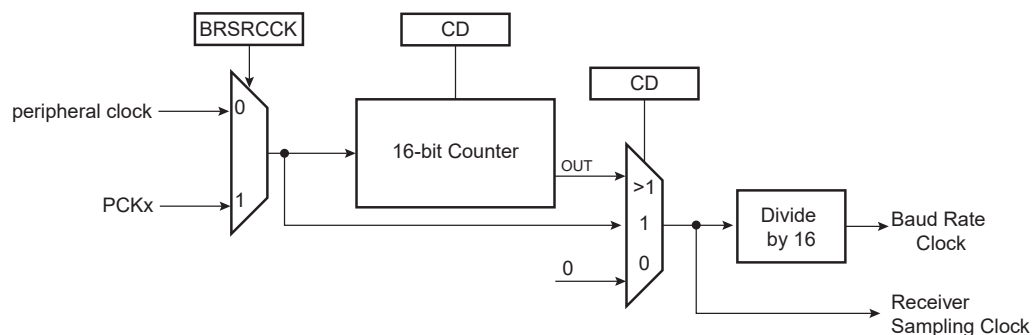 BRSRCCK
CD
CD
peripheral clock
0
16-bit Counter
OUT
>1
PCKx
1
1
Divide
by 16
Baud Rate
Clock
0
0
Receiver
Sampling Clock